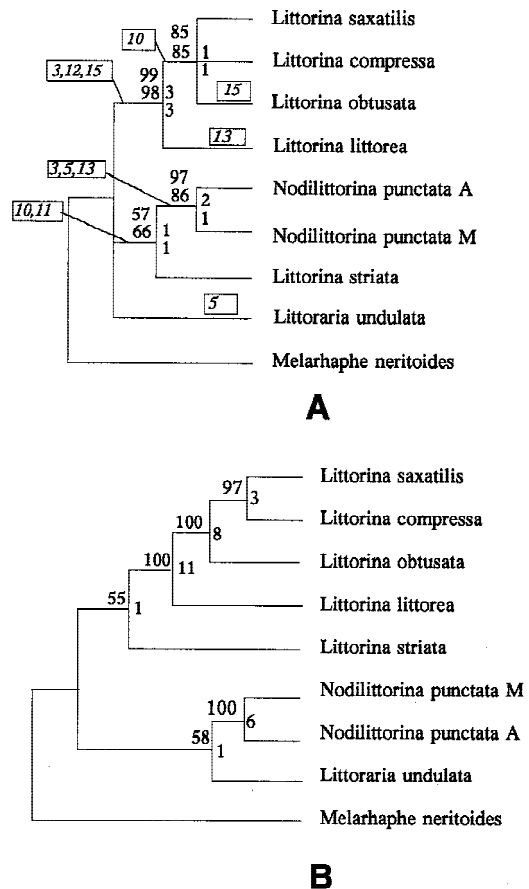 85 Littorina saxatilis
10
85 1 Littorina compressa
1
3,12,15
99
98 3
3
15 Littorina obtusata
13 Littorina littorea
3,5,13
97
86 2 Nodilittorina punctata A
1
10,11
57
66 1
1
Nodilittorina punctata M
Littorina striata
5 Littoraria undulata
Melarhaphe neritoides
A
Littorina saxatilis
97 3
Littorina compressa
100 8
Littorina obtusata
100 11
Littorina littorea
55 1
Littorina striata
Nodilittorina punctata M
100 6
Nodilittorina punctata A
58 1
Littoraria undulata
Melarhaphe neritoides
B